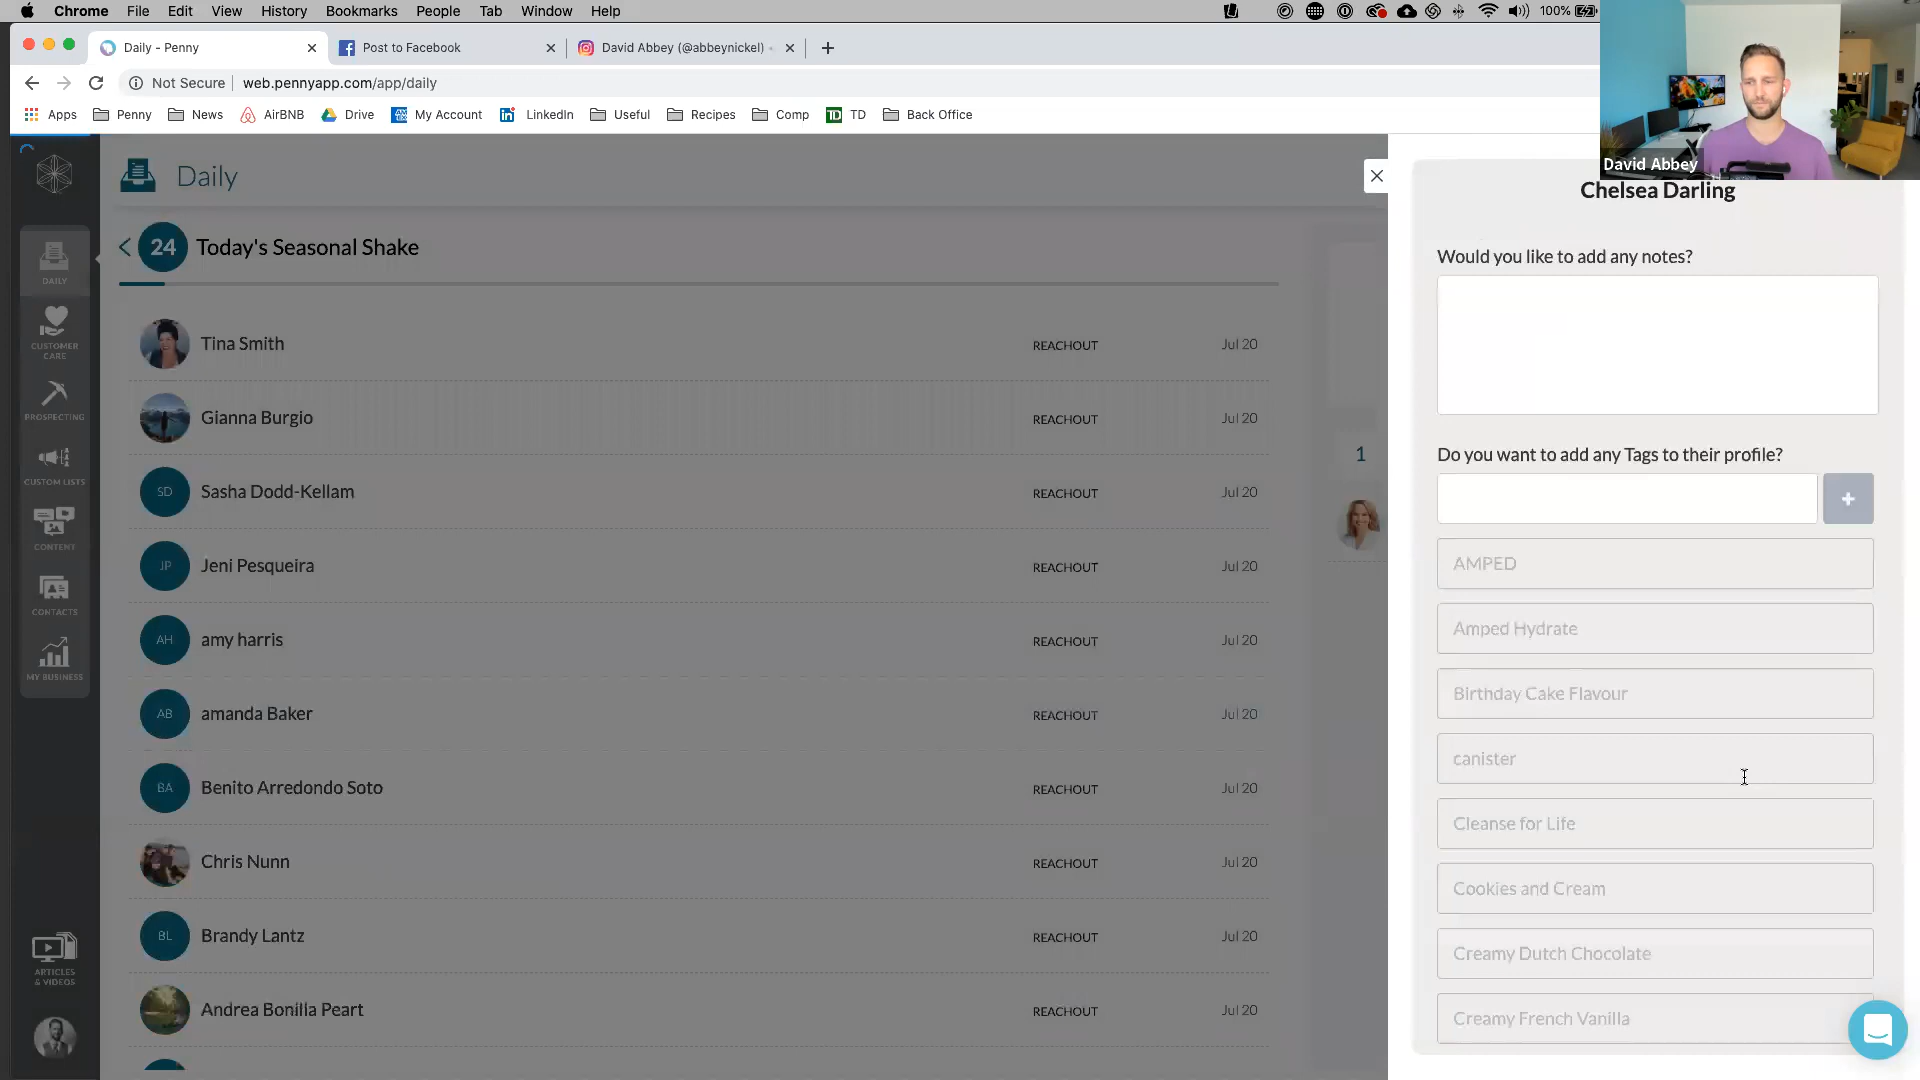 Chrome File Edit View History Bookmarks People Tab Window Help 100%
Daily - Penny Post to Facebook David Abbey (@abbeynickel)
Not Secure web.pennyapp.com/app/daily
Apps Penny News AirBNB Drive My Account LinkedIn Useful Recipes Comp TD Back Office
David Abbey
Daily
24 Today's Seasonal Shake
Tina Smith REACHOUT Jul 20
Gianna Burgio REACHOUT Jul 20
SD Sasha Dodd-Kellam REACHOUT Jul 20
JP Jeni Pesqueira REACHOUT Jul 20
AH amy harris REACHOUT Jul 20
AB amanda Baker REACHOUT Jul 20
BA Benito Arredondo Soto REACHOUT Jul 20
Chris Nunn REACHOUT Jul 20
BL Brandy Lantz REACHOUT Jul 20
Andrea Bonilla Peart REACHOUT Jul 20
DAILY
CUSTOMER
CARE
PROSPECTING
CUSTOM LISTS
CONTENT
CONTACTS
MY BUSINESS
ARTICLES
& VIDEOS
1
Chelsea Darling
Would you like to add any notes?
Do you want to add any Tags to their profile?
+
AMPED
Amped Hydrate
Birthday Cake Flavour
canister
Cleanse for Life
Cookies and Cream
Creamy Dutch Chocolate
Creamy French Vanilla